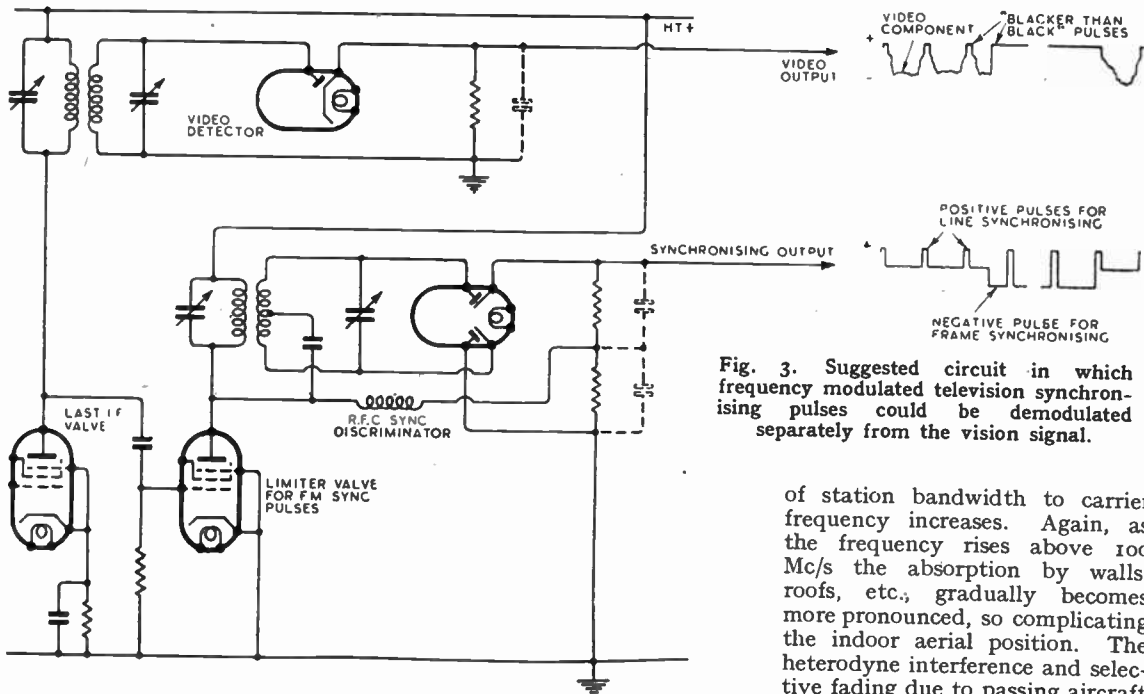 HT+
VIDEO
COMPONENT
"BLACKER THAN
BLACK" PULSES
+
VIDEO
OUTPUT
VIDEO
DETECTOR
POSITIVE PULSES FOR
LINE SYNCHRONISING
SYNCHRONISING OUTPUT
+
NEGATIVE PULSE FOR
FRAME SYNCHRONISING
Fig. 3. Suggested circuit in which
frequency modulated television synchron-
ising pulses could be demodulated
separately from the vision signal.
LAST I F
VALVE
R.F.C SYNC
DISCRIMINATOR
LIMITER VALVE
FOR FM SYNC
PULSES
of station bandwidth to carrier
frequency increases. Again, as
the frequency rises above 100
Mc/s the absorption by walls
roofs, etc., gradually becomes
more pronounced, so complicating
the indoor aerial position. The
heterodyne interference and selec-
tive fading due to passing aircraft